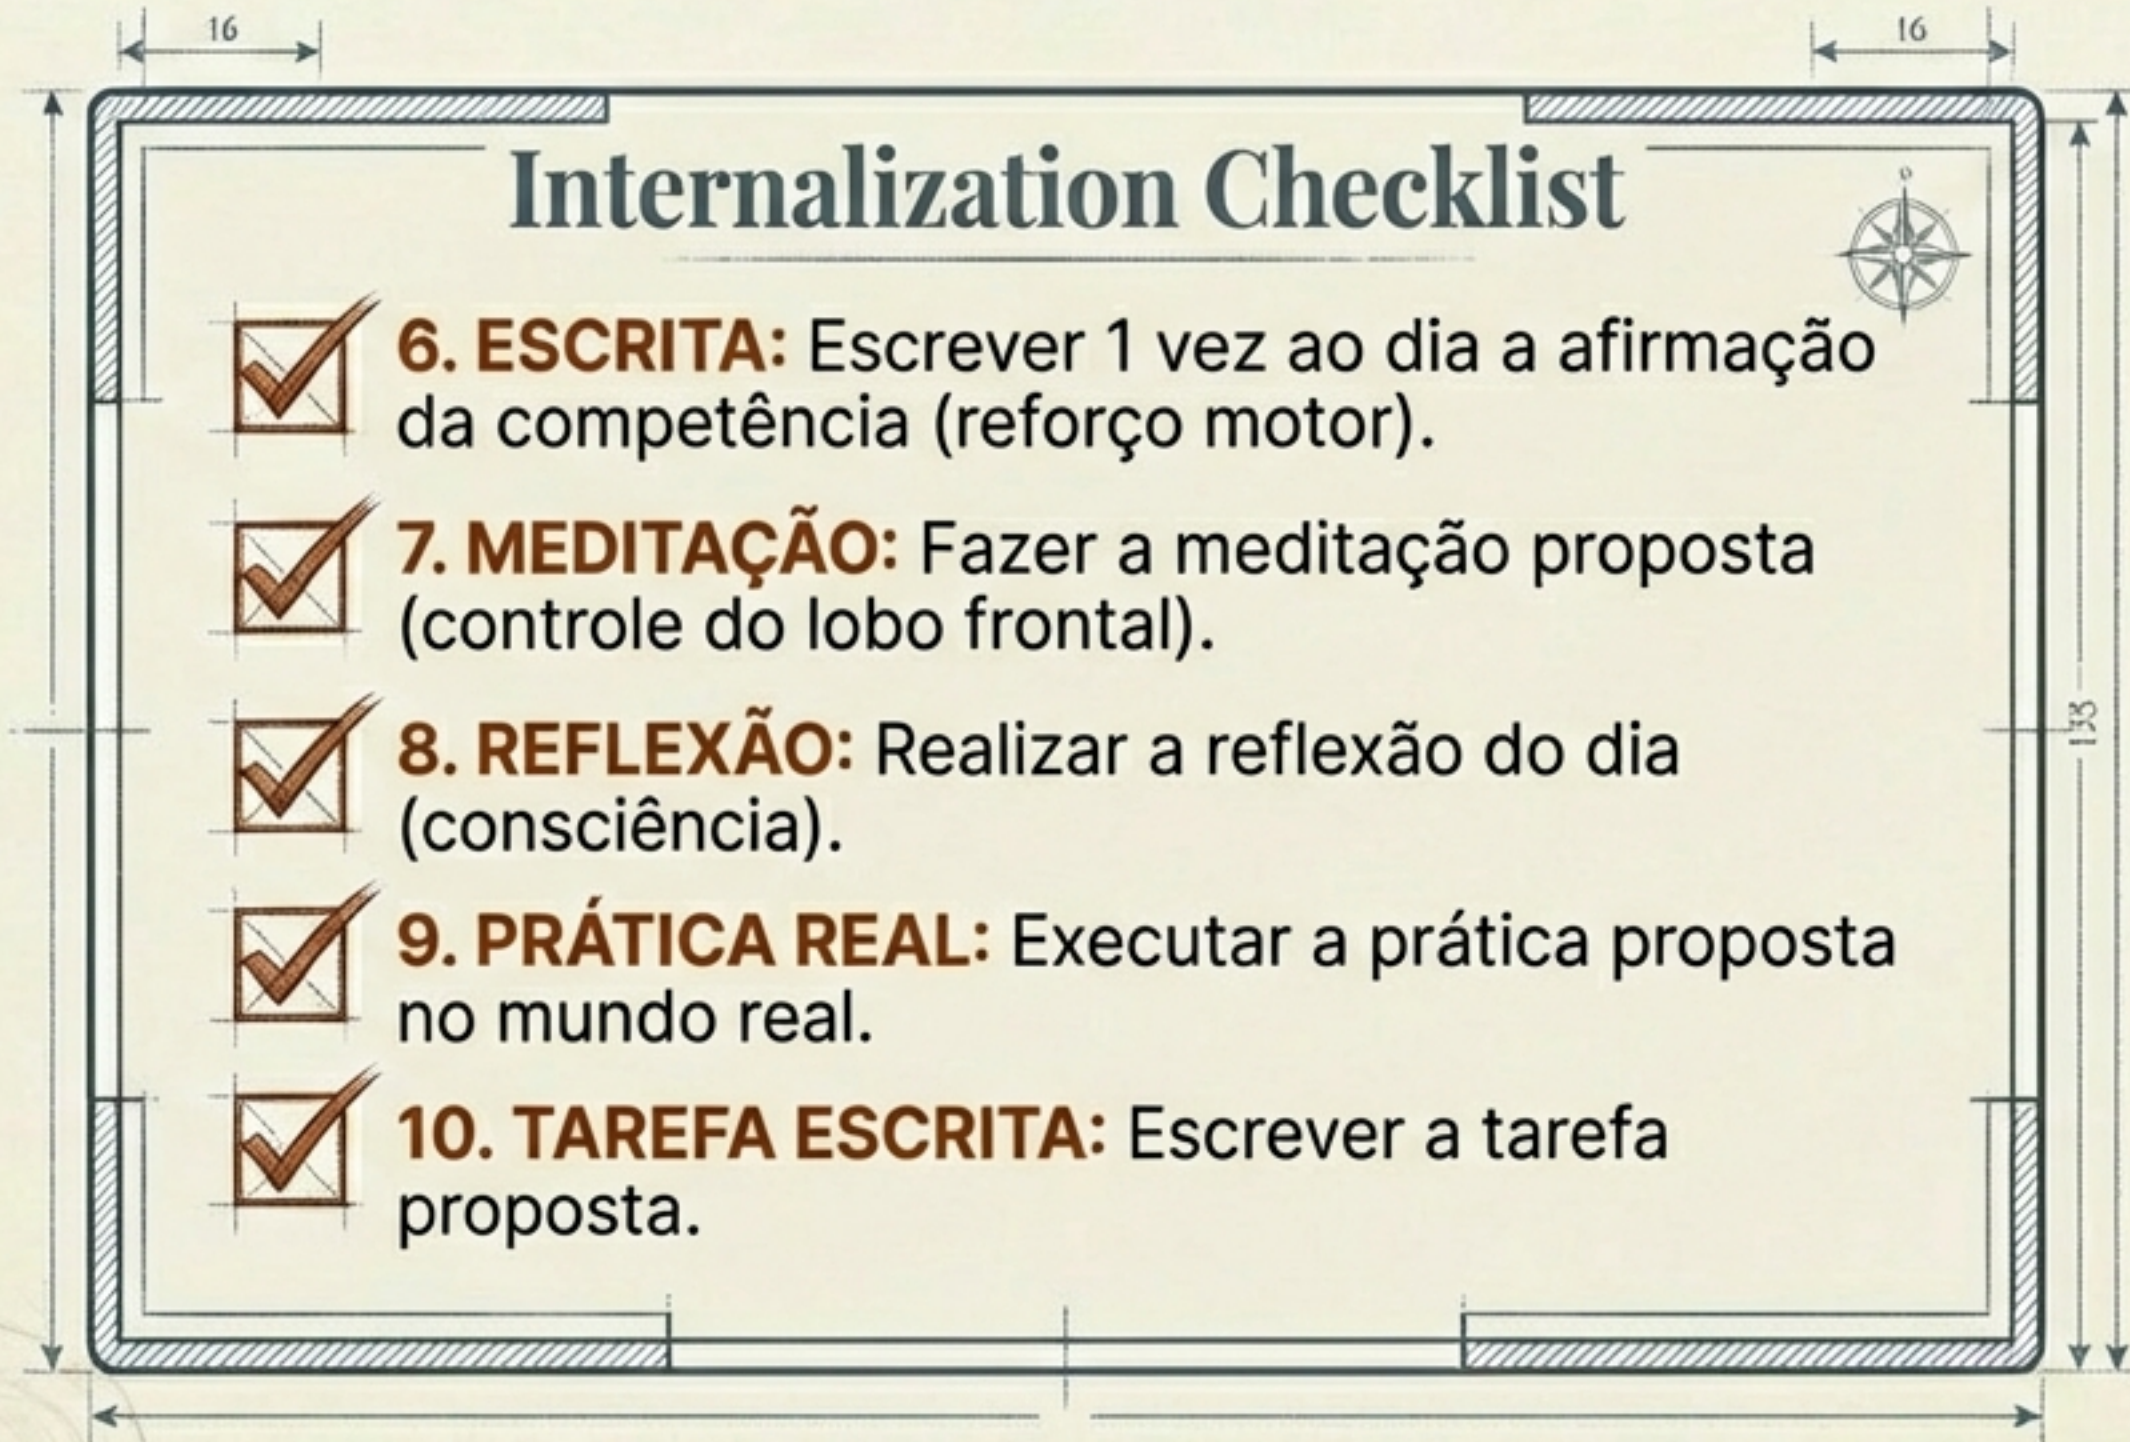 16
16
Internalization Checklist
6. ESCRITA: Escrever 1 vez ao dia a afirmação
da competência (reforço motor).
7. MEDITAÇÃO: Fazer a meditação proposta
(controle do lobo frontal).
8. REFLEXÃO: Realizar a reflexão do dia
(consciência).
9. PRÁTICA REAL: Executar a prática proposta
no mundo real.
10. TAREFA ESCRITA: Escrever a tarefa
proposta.